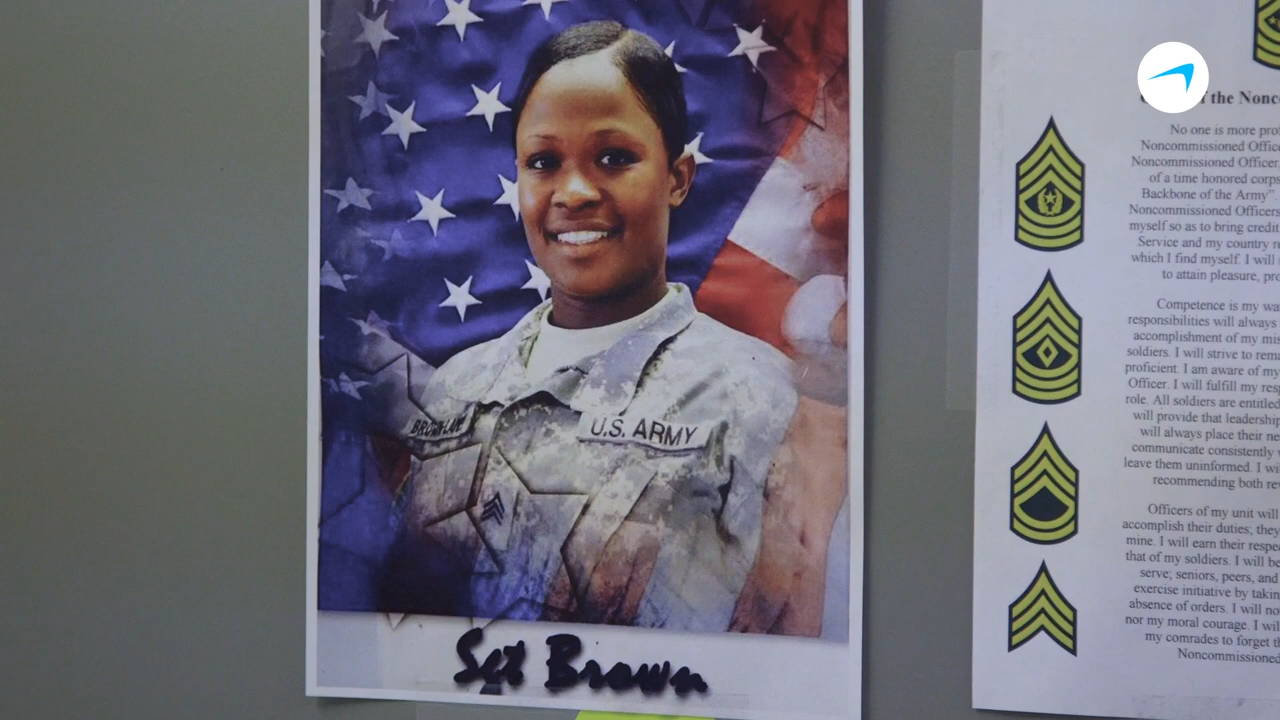 U.S. ARMY
Sgt Brown
of the Nonc
No one is more prof
Noncommissioned Office
Noncommissioned Officer
of a time honored corps
Backbone of the Army".
Noncommissioned Officers
myself so as to bring credit
Service and my country r
which I find myself. I will
to attain pleasure, pro
Competence is my wa
responsibilities will always
accomplishment of my mis
soldiers. I will strive to rema
proficient. I am aware of my
Officer. I will fulfill my resp
role. All soldiers are entitled
will provide that leadership
will always place their ne
communicate consistently w
leave them uninformed. I wi
recommending both rew
Officers of my unit will
accomplish their duties; they
mine. I will earn their respe
that of my soldiers. I will be
serve; seniors, peers, and
exercise initiative by takin
absence of orders. I will no
nor my moral courage. I wil
my comrades to forget th
Noncommissioned